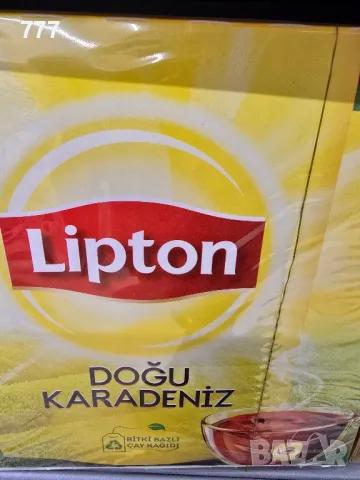 777
Lipton
DOĞU
KARADENİZ
BİTKİ BAZLI
ÇAY KAĞIDI
BAZAR